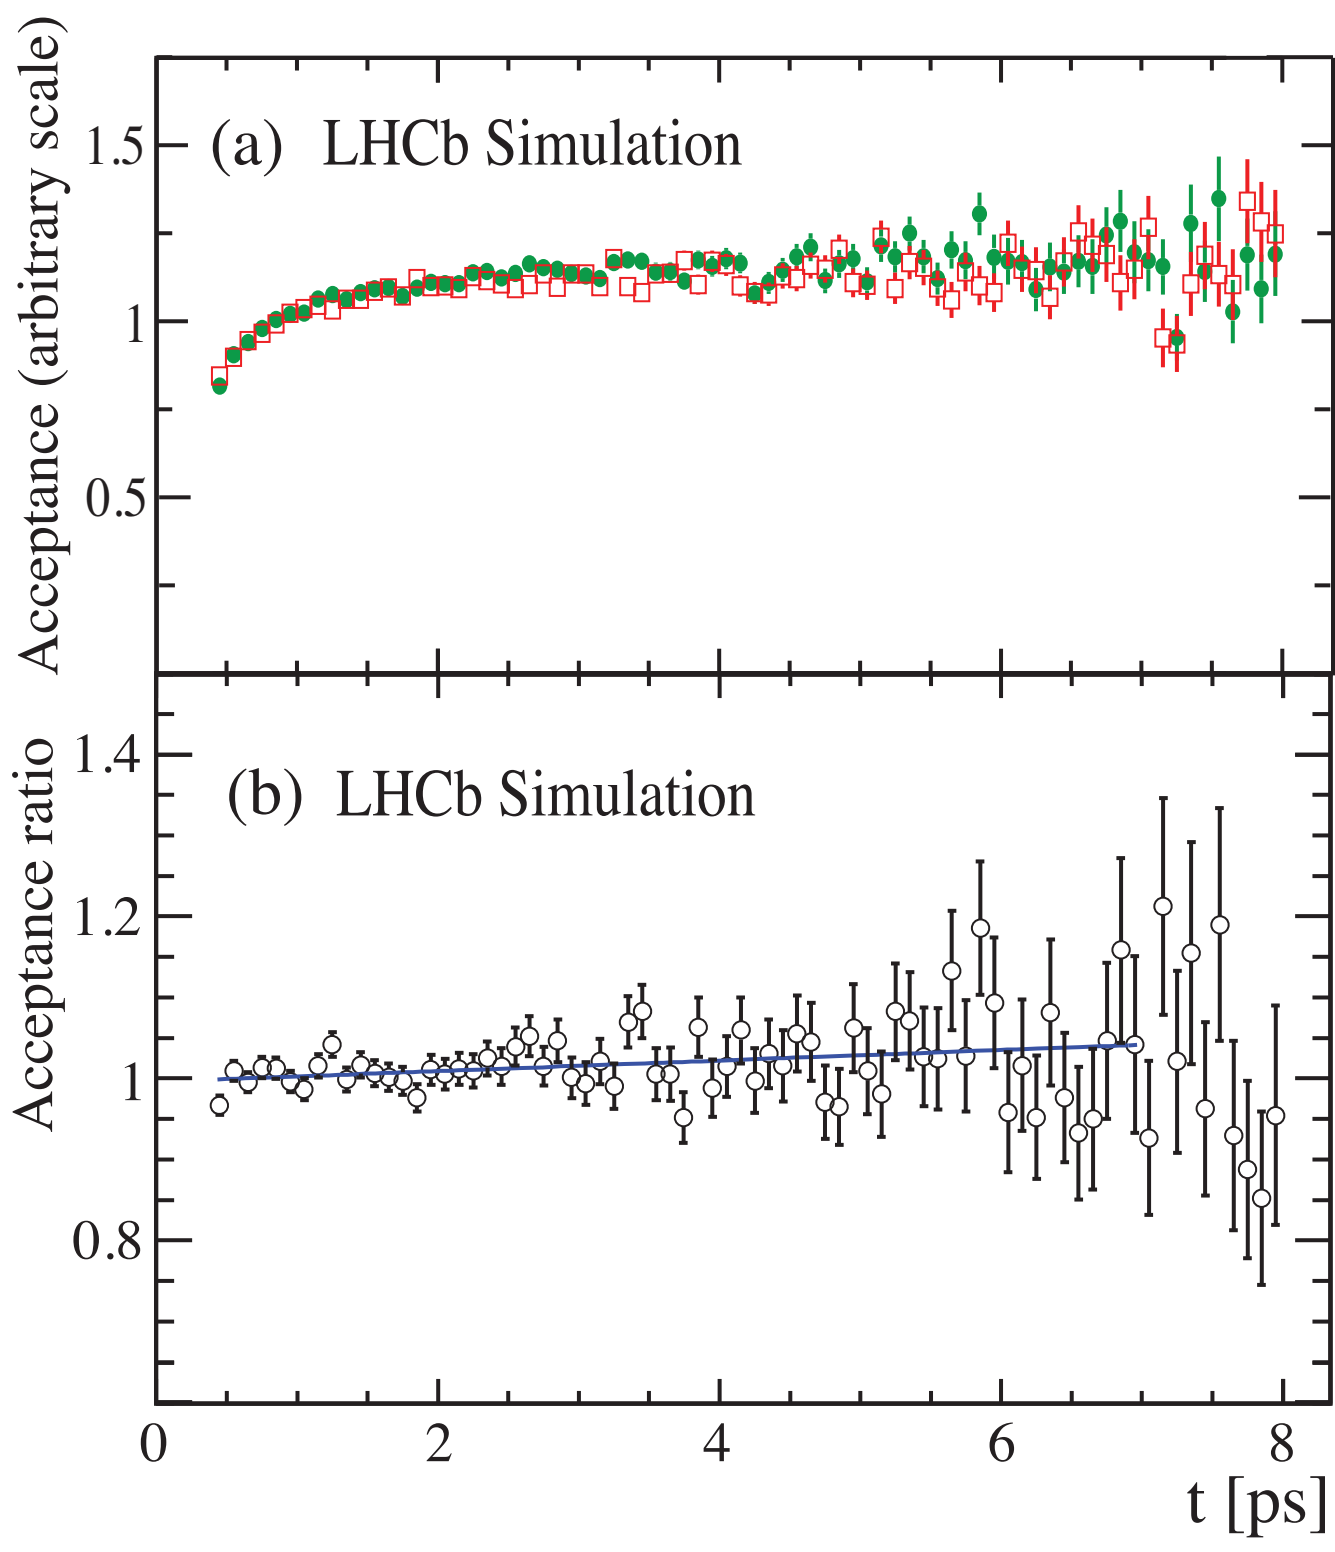 Acceptance (arbitrary scale)
(a) LHCb Simulation
1.5
1
0.5
Acceptance ratio
(b) LHCb Simulation
1.4
1.2
1
0.8
0 2 4 6 8
t [ps]